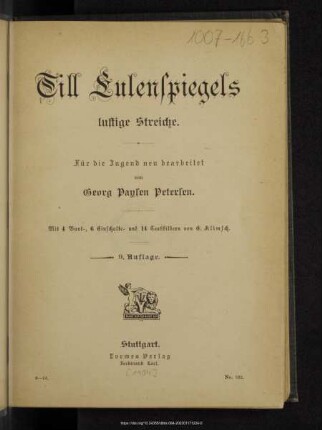 1007-166 3
Till Eulenspiegels
lustige Streiche.
Für die Jugend neu bearbeitet
von
Georg Paysen Petersen.
Mit 4 Bunt-, 6 Einschalt- und 14 Textbildern von E. Klimsch.
9. Auflage.
Stuttgart.
Loewes Verlag
Ferdinand Carl.